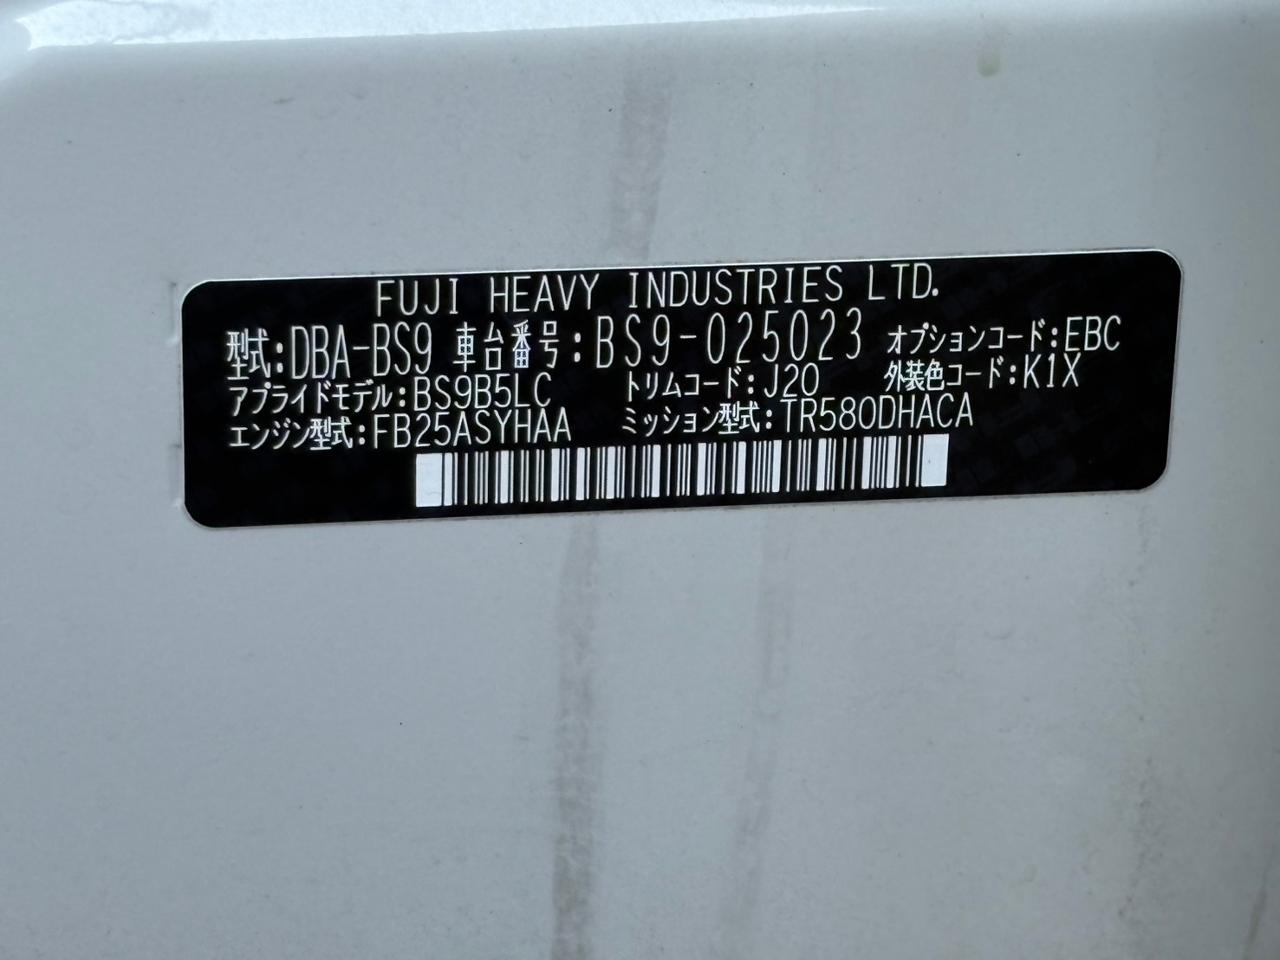 FUJI HEAVY INDUSTRIES LTD.
型式:DBA-BS9 車台番号:BS9-025023 オプションコード:EBC
アプライドモデル:BS9B5LC トリムコード:J20 外装色コード:K1X
エンジン型式:FB25ASYHAA ミッション型式:TR580DHACA